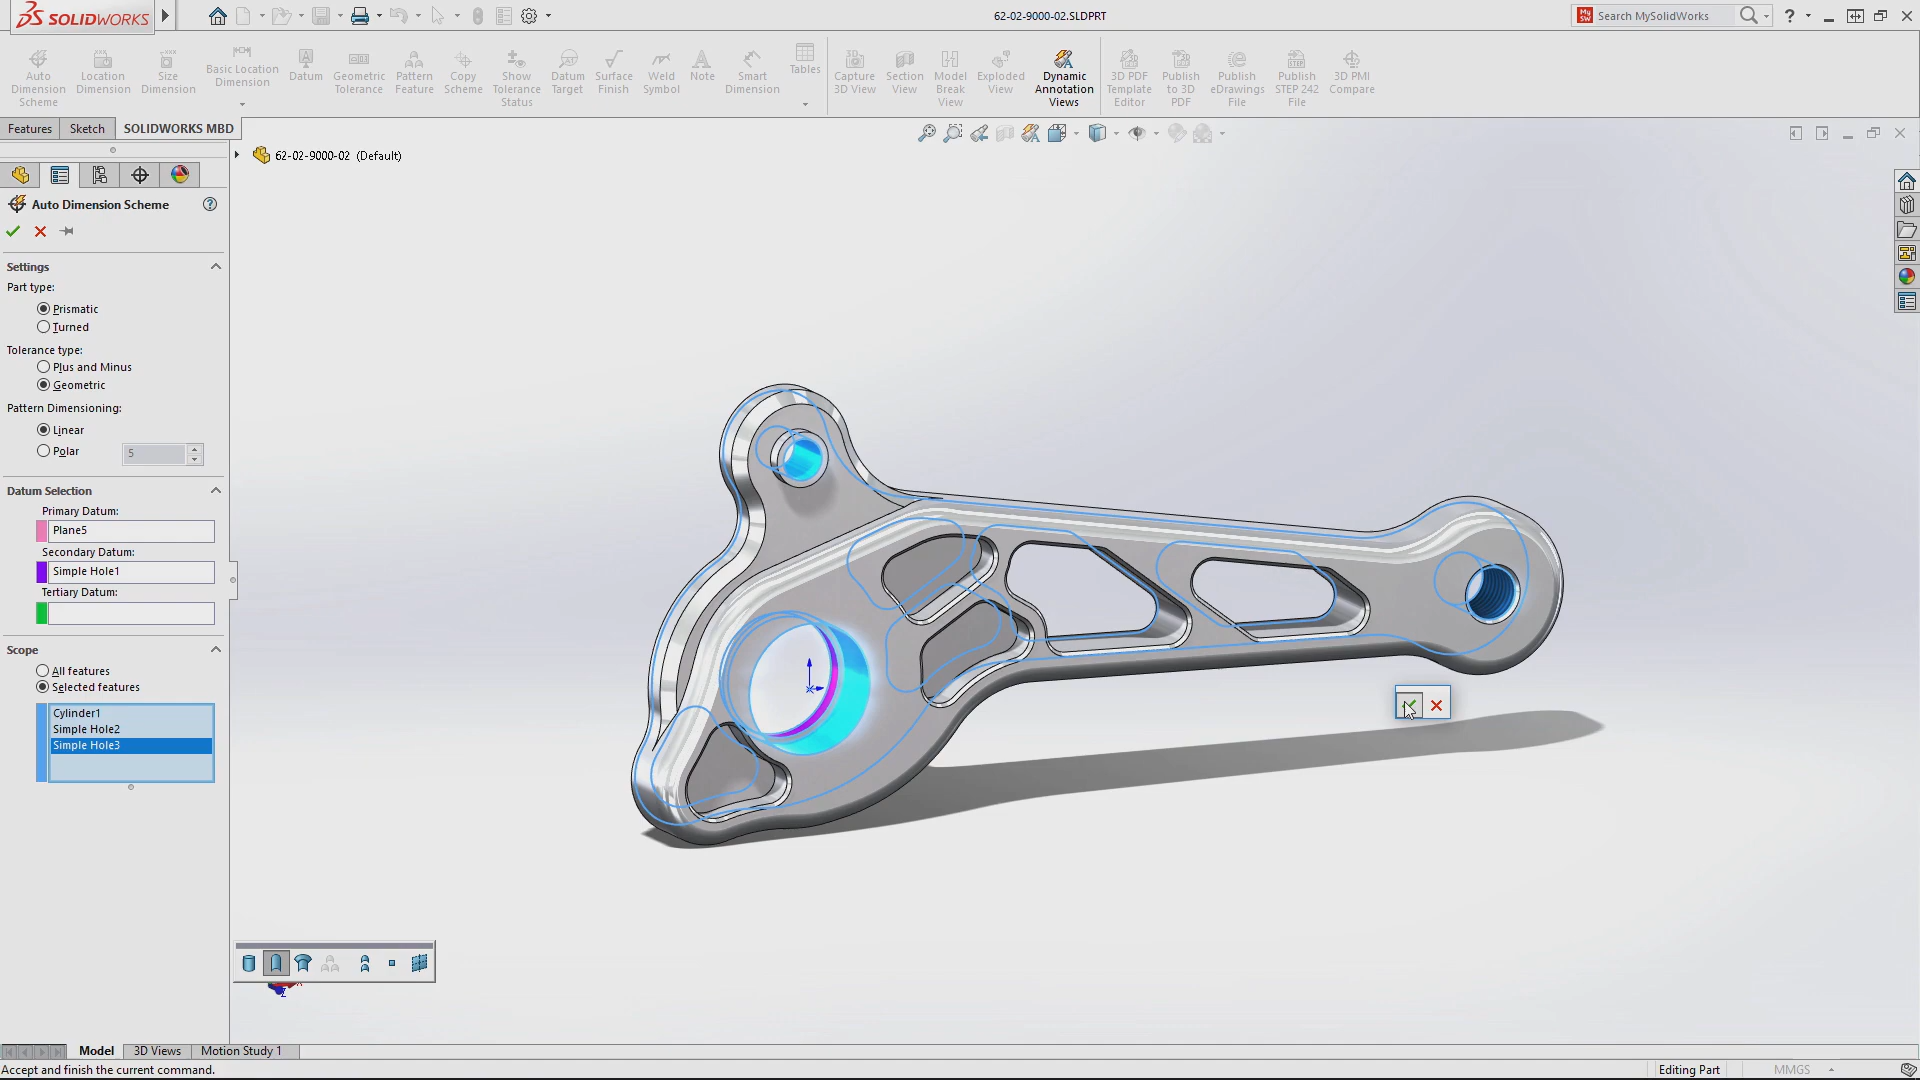 SOLIDWORKS
62-02-9000-02.SLDPRT
Search MySolidWorks
Auto Dimension Scheme
Location Dimension
Size Dimension
Basic Location Dimension
Datum
Geometric Tolerance
Pattern Feature
Copy Scheme
Show Tolerance Status
Datum Target
Surface Finish
Weld Symbol
Note
Smart Dimension
Tables
Capture 3D View
Section View
Model Break View
Exploded View
Dynamic Annotation Views
3D PDF Template Editor
Publish to 3D PDF
Publish eDrawings File
Publish STEP 242 File
3D PMI Compare
Features
Sketch
SOLIDWORKS MBD
62-02-9000-02 (Default)
Auto Dimension Scheme
Settings
Part type:
Prismatic
Turned
Tolerance type:
Plus and Minus
Geometric
Pattern Dimensioning:
Linear
Polar
5
Datum Selection
Primary Datum:
Plane5
Secondary Datum:
Simple Hole1
Tertiary Datum:
Scope
All features
Selected features
Cylinder1
Simple Hole2
Simple Hole3
Model
3D Views
Motion Study 1
Accept and finish the current command.
Editing Part
MMGS